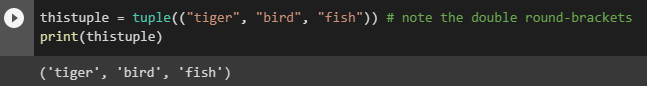 thistuple = tuple(("tiger", "bird", "fish")) # note the double round-brackets
print(thistuple)
('tiger', 'bird', 'fish')